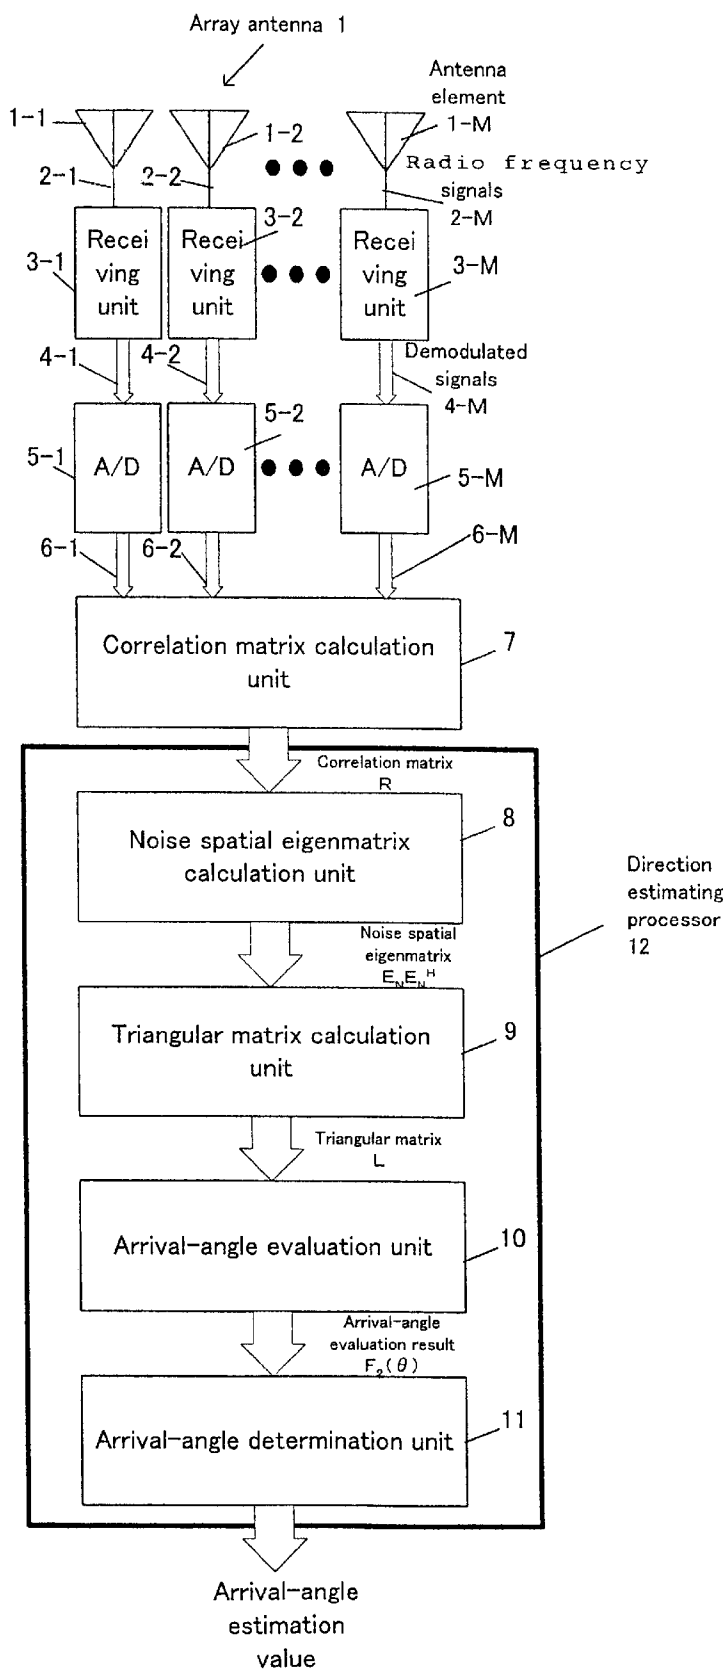 Array antenna 1
Antenna
element
1-M
1-1
1-2
Radio frequency
signals
2-M
2-1
2-2
3-2
Recei
ving
unit
Recei
ving
unit
Recei
ving
unit
3-1
3-M
4-1
4-2
Demodulated
signals
4-M
5-2
A/D
A/D
A/D
5-1
5-M
6-1
6-2
6-M
Correlation matrix calculation
unit
7
Correlation matrix
R
Noise spatial eigenmatrix
calculation unit
8
Direction
estimating
processor
12
Noise spatial
eigenmatrix
E_N E_N^H
Triangular matrix calculation
unit
9
Triangular matrix
L
Arrival-angle evaluation unit
10
Arrival-angle
evaluation result
F₂(θ)
Arrival-angle determination unit
11
Arrival-angle
estimation
value